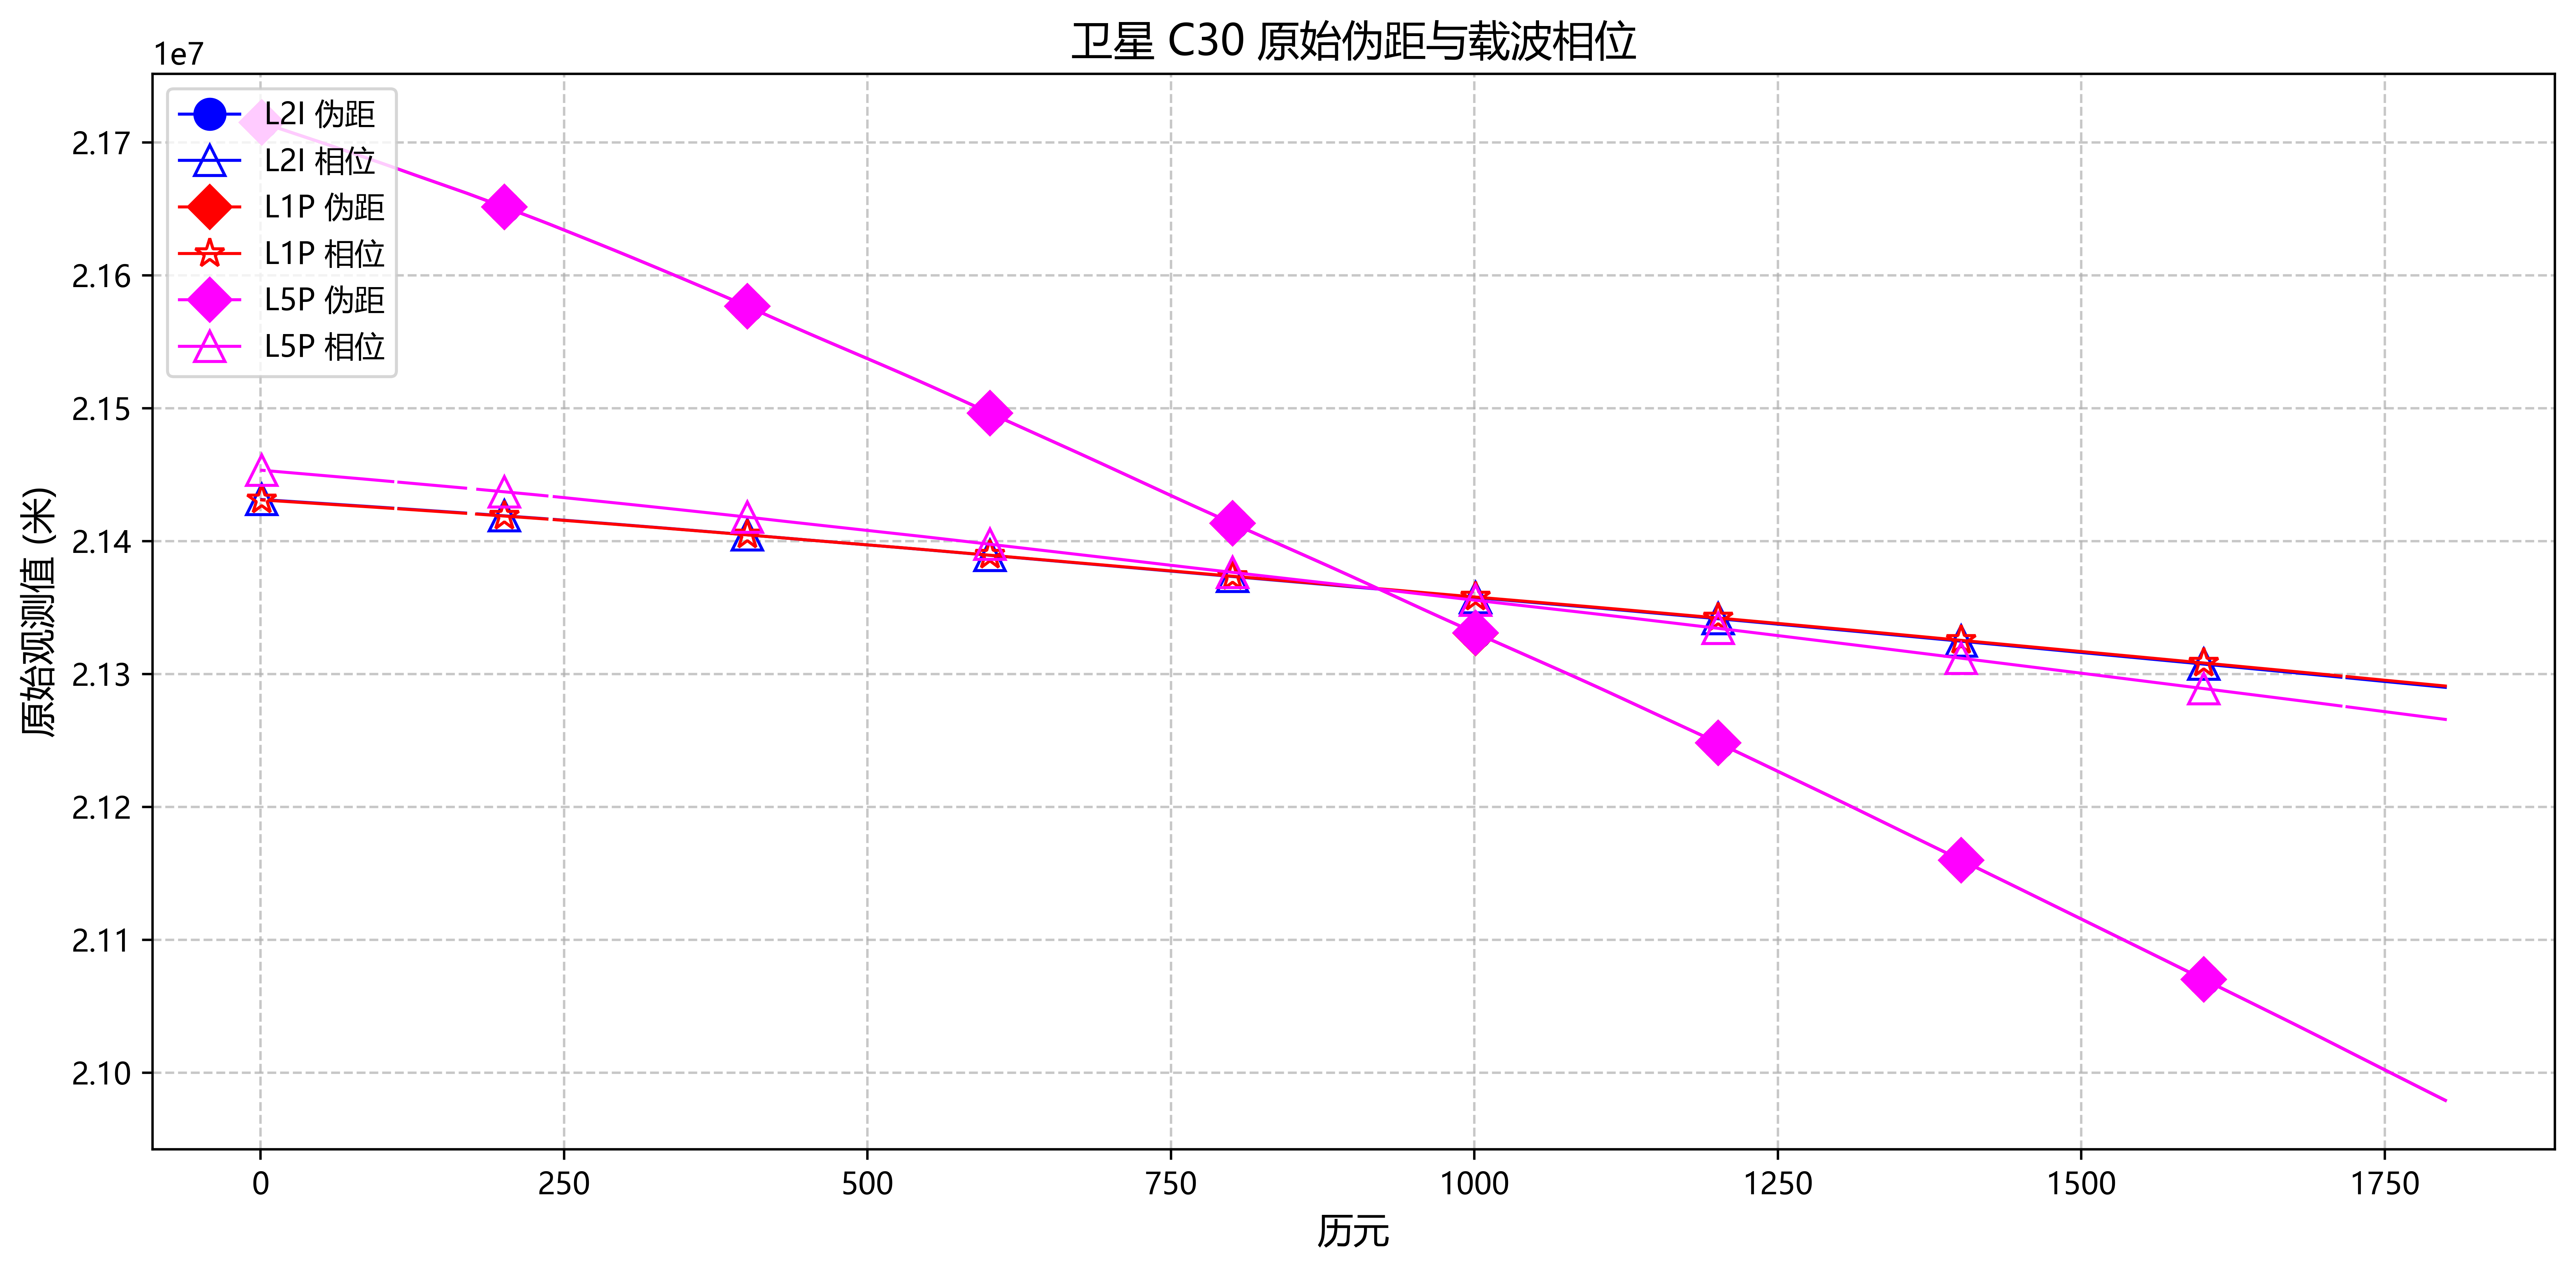 卫星 C30 原始伪距与载波相位
1e7
L2I 伪距
L2I 相位
L1P 伪距
L1P 相位
L5P 伪距
L5P 相位
2.17
2.16
2.15
2.14
2.13
2.12
2.11
2.10
原始观测值 (米)
0 250 500 750 1000 1250 1500 1750
历元